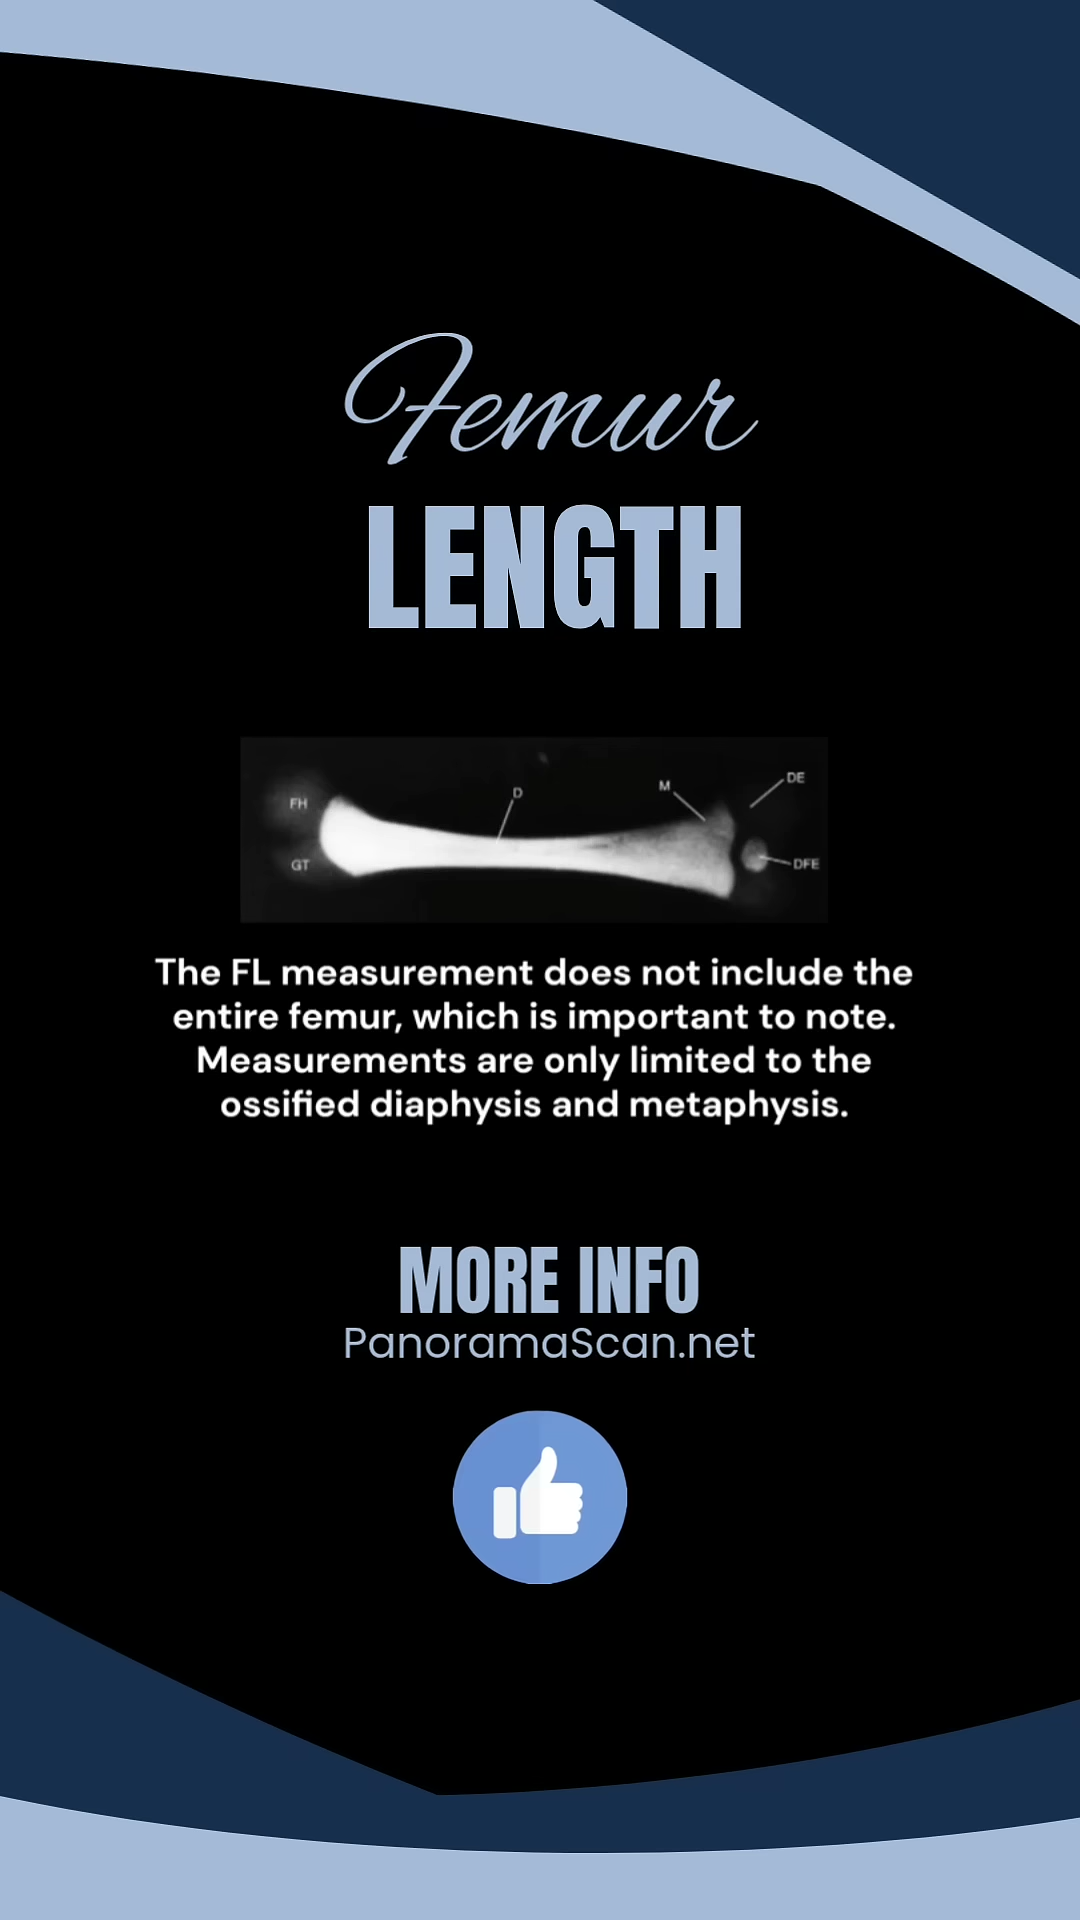 Femur
LENGTH
FH
GT
D
M
DE
DFE
The FL measurement does not include the
entire femur, which is important to note.
Measurements are only limited to the
ossified diaphysis and metaphysis.
MORE INFO
PanoramaScan.net